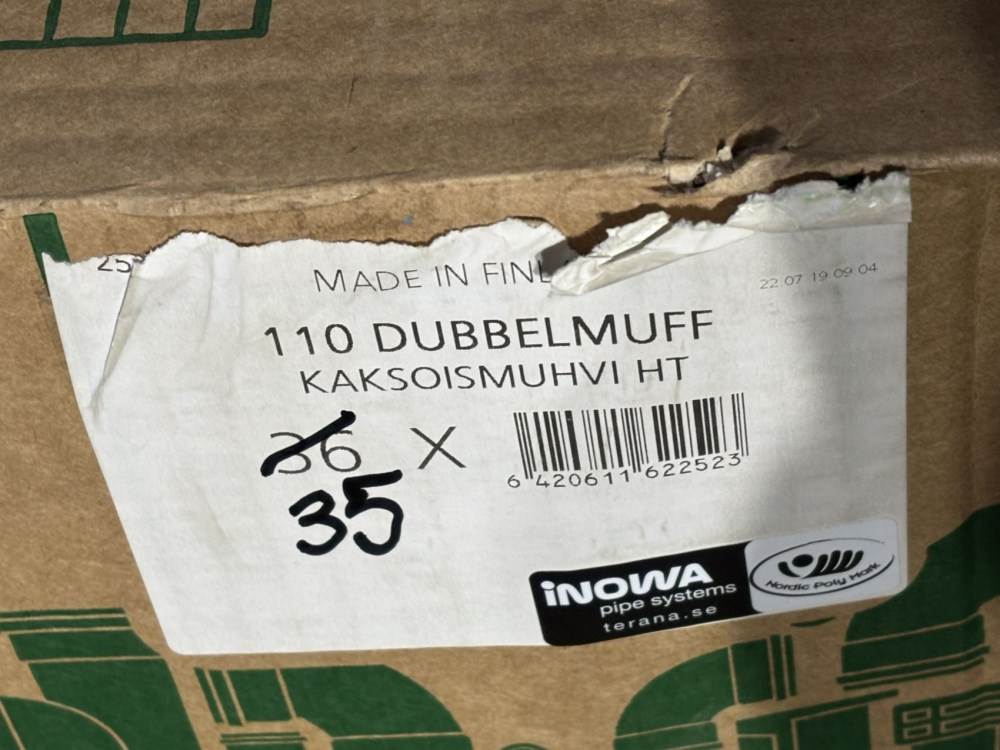 MADE IN FINL
22.07 19 09 04
110 DUBBELMUFF
KAKSOISMUHVI HT
36 X
35
6 420611 622523
iNOWA
pipe systems
terana.se
Nordic Poly Mark